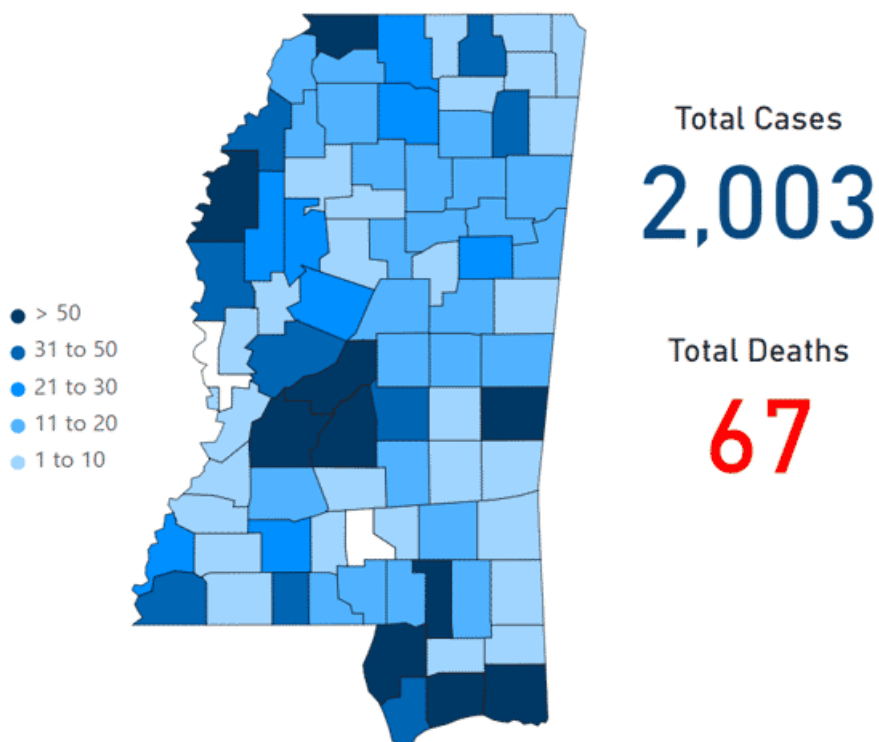 Total Cases
2,003
> 50
31 to 50
21 to 30
11 to 20
1 to 10
Total Deaths
67